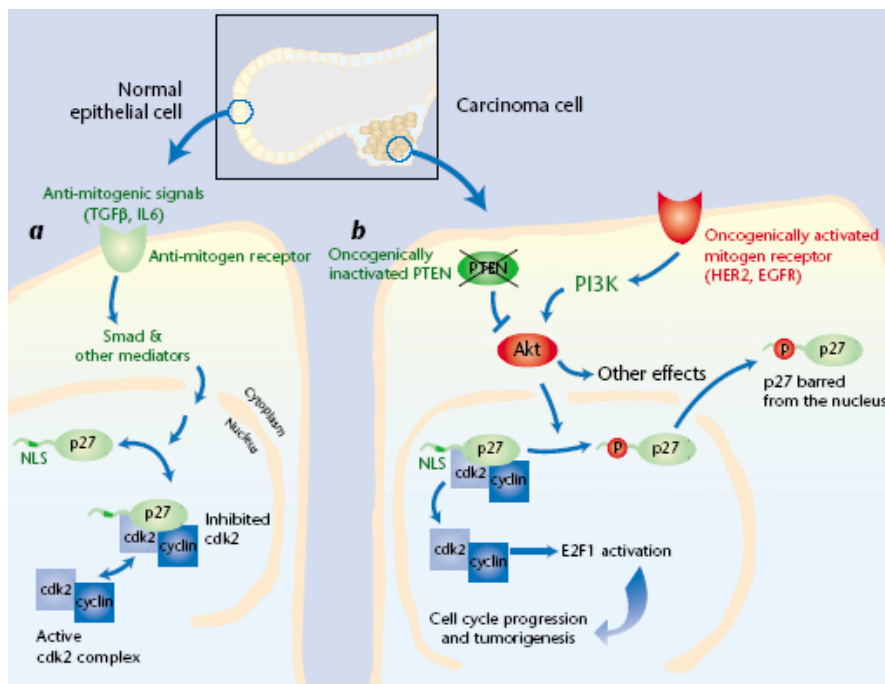 Normal
epithelial cell
Carcinoma cell
Anti-mitogenic signals
(TGFβ, IL6)
a
Anti-mitogen receptor
Smad &
other mediators
Cytoplasm
Nucleus
p27
NLS
p27
cdk2
cyclin
Inhibited
cdk2
cdk2
cyclin
Active
cdk2 complex
b
Oncogenically
inactivated PTEN
PTEN
Oncogenically activated
mitogen receptor
(HER2, EGFR)
PI3K
Akt
Other effects
P
p27
p27 barred
from the nucleus
NLS
p27
cdk2
cyclin
P
p27
cdk2
cyclin
E2F1 activation
Cell cycle progression
and tumorigenesis